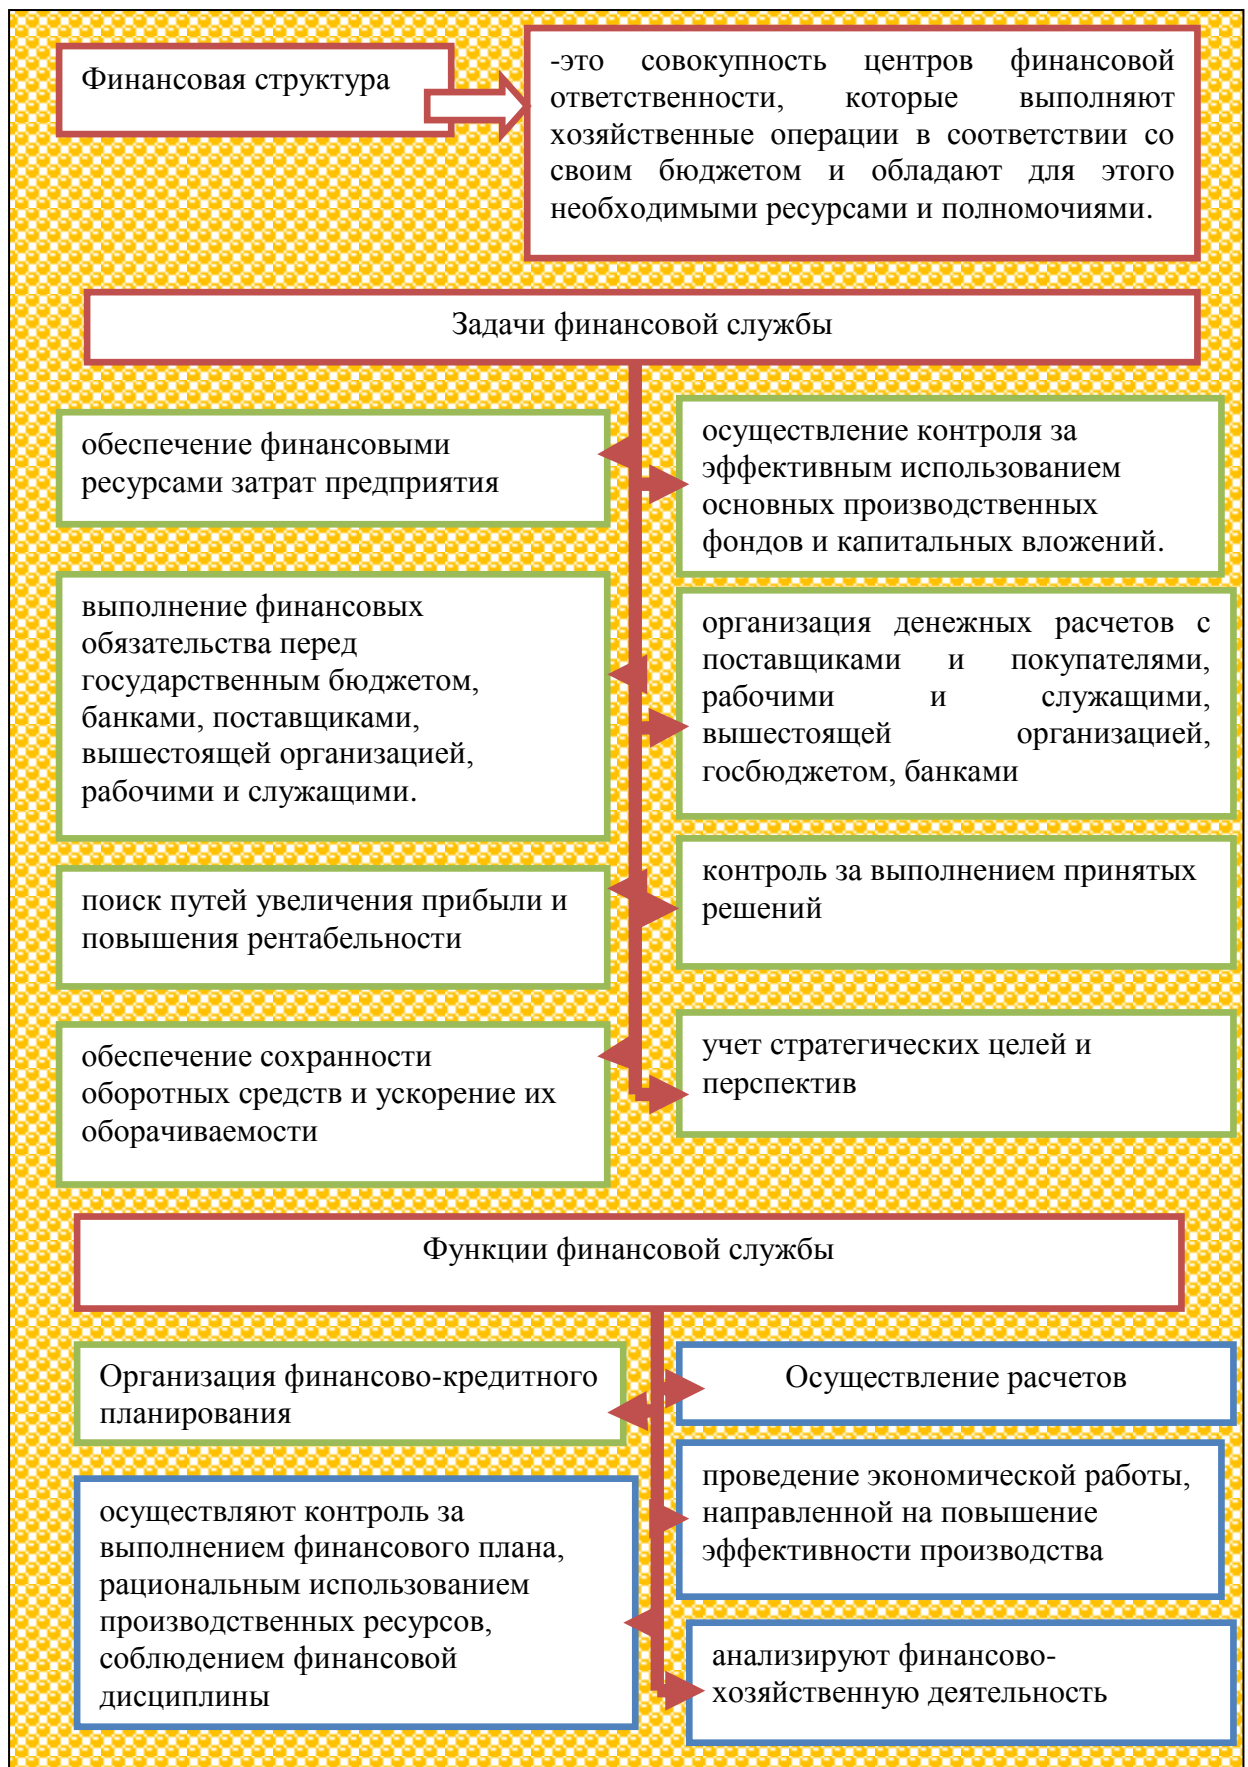 Финансовая структура
-это совокупность центров финансовой
ответственности, которые выполняют
хозяйственные операции в соответствии со
своим бюджетом и обладают для этого
необходимыми ресурсами и полномочиями.
Задачи финансовой службы
обеспечение финансовыми
ресурсами затрат предприятия
осуществление контроля за
эффективным использованием
основных производственных
фондов и капитальных вложений.
выполнение финансовых
обязательства перед
государственным бюджетом,
банками, поставщиками,
вышестоящей организацией,
рабочими и служащими.
организация денежных расчетов с
поставщиками и покупателями,
рабочими и служащими,
вышестоящей организацией,
госбюджетом, банками
поиск путей увеличения прибыли и
повышения рентабельности
контроль за выполнением принятых
решений
обеспечение сохранности
оборотных средств и ускорение их
оборачиваемости
учет стратегических целей и
перспектив
Функции финансовой службы
Организация финансово-кредитного
планирования
Осуществление расчетов
осуществляют контроль за
выполнением финансового плана,
рациональным использованием
производственных ресурсов,
соблюдением финансовой
дисциплины
проведение экономической работы,
направленной на повышение
эффективности производства
анализируют финансово-
хозяйственную деятельность